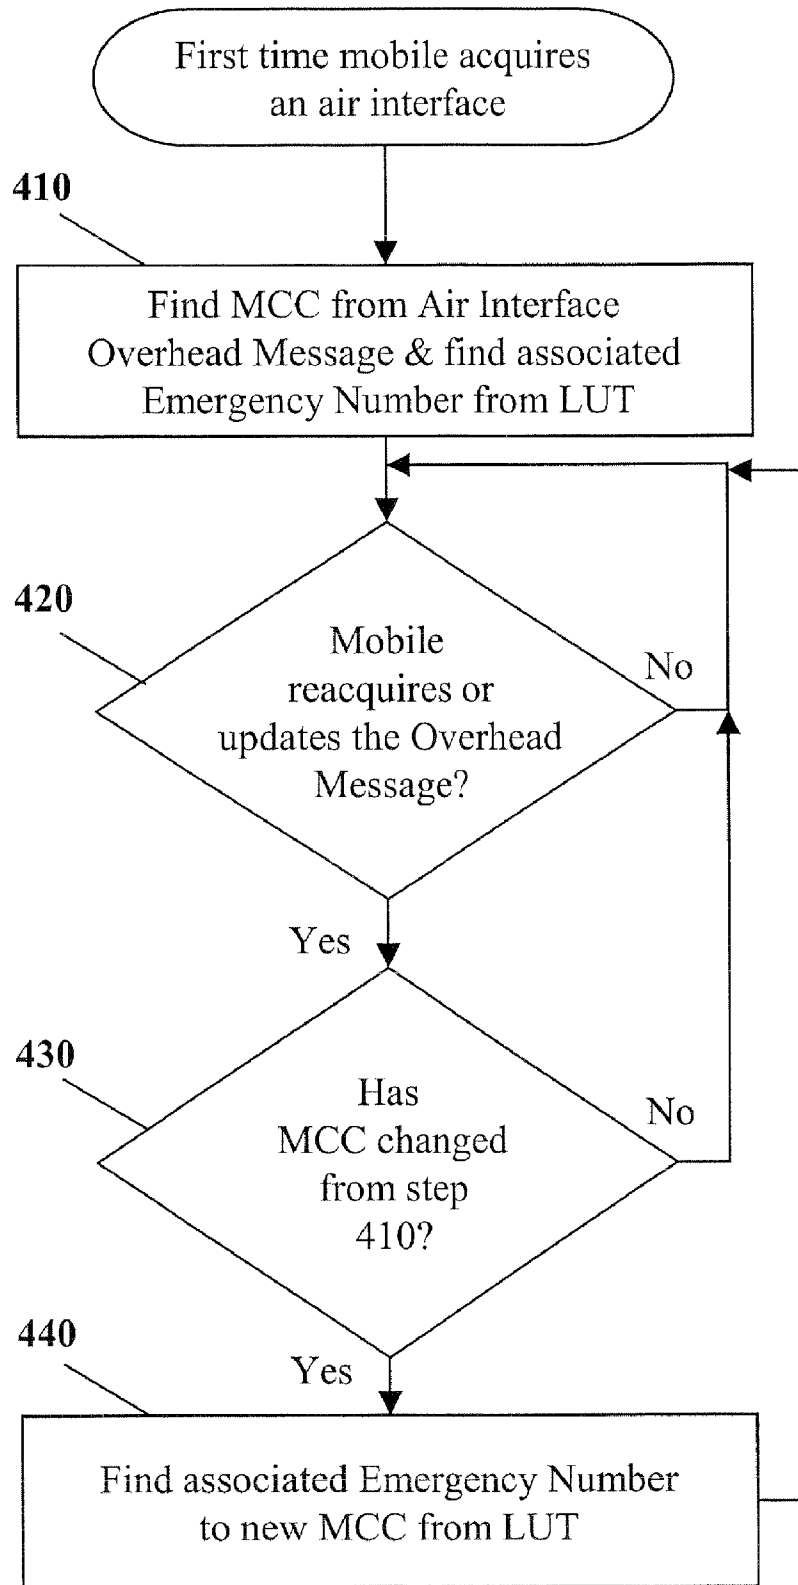 First time mobile acquires
an air interface
410
Find MCC from Air Interface
Overhead Message & find associated
Emergency Number from LUT
420
Mobile
reacquires or
updates the Overhead
Message?
No
Yes
430
Has
MCC changed
from step
410?
No
440
Yes
Find associated Emergency Number
to new MCC from LUT